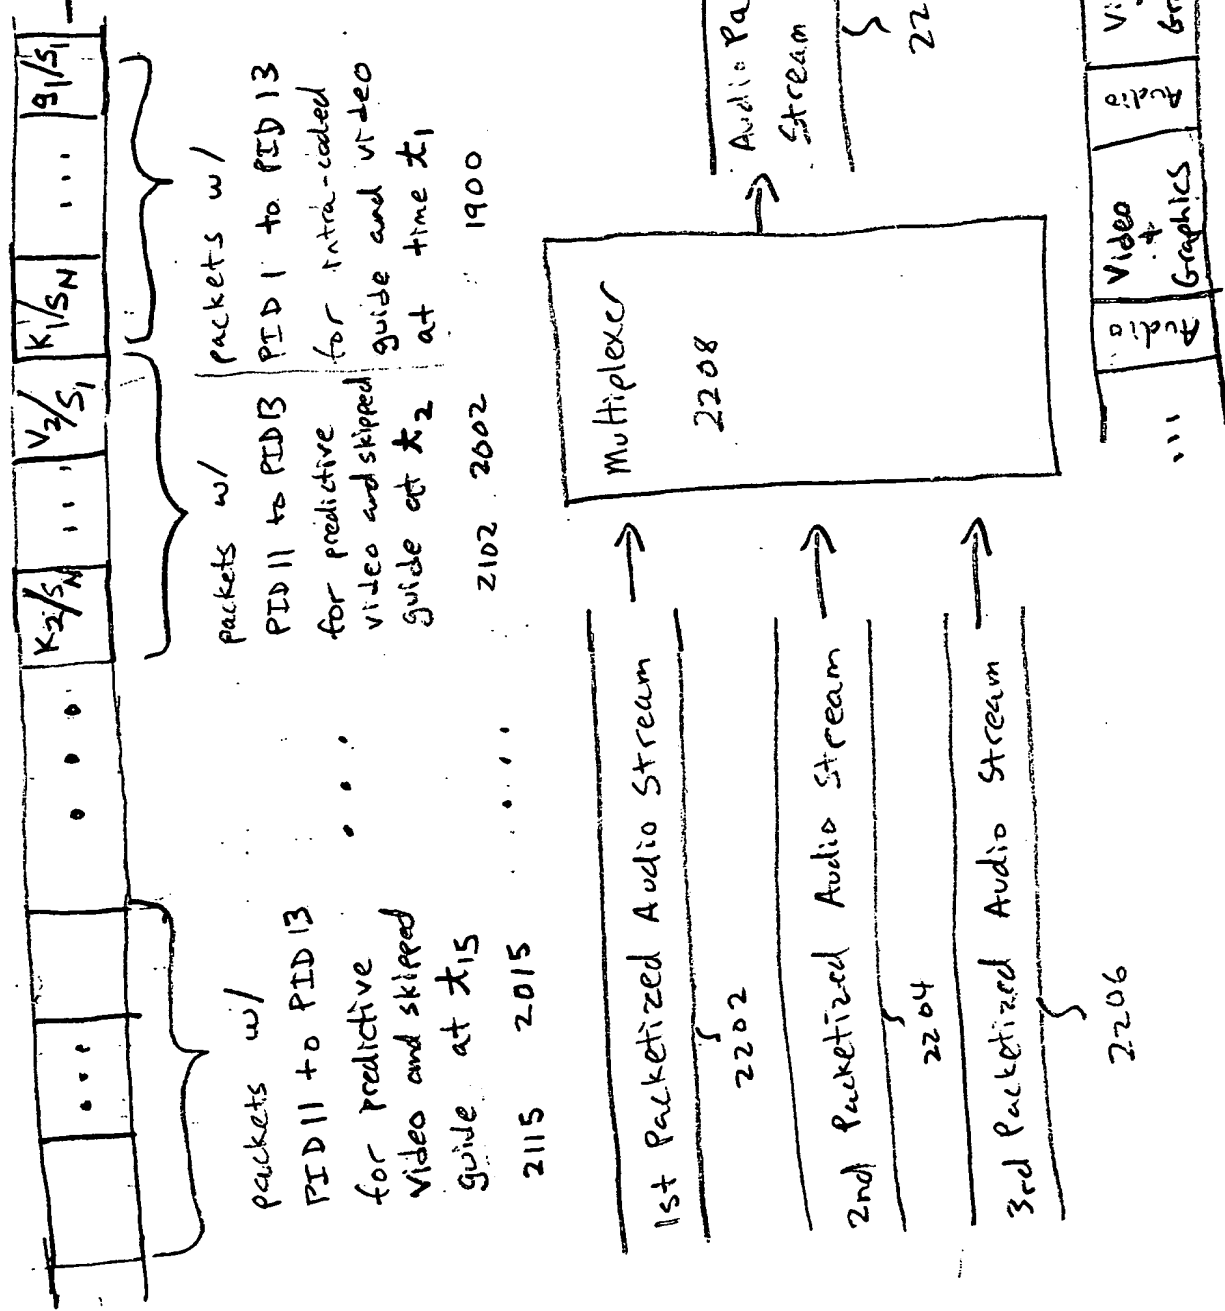 K2/SN ... V2/S1 K1/SN ... g1/S1
packets w/
PID 11 to PID 13
for predictive
video and skipped
guide at t15
2115 2015
packets w/
PID 11 to PID 13
for predictive
video and skipped
guide at t2
2102 2002
packets w/
PID 1 to PID 13
for intra-coded
guide and video
at time t1
1900
1st Packetized Audio Stream
2202
2nd Packetized Audio Stream
2204
3rd Packetized Audio Stream
2206
Multiplexer
2208
Audio Pa
Stream
22
... Audio Video + Graphics Audio Vi
Gra